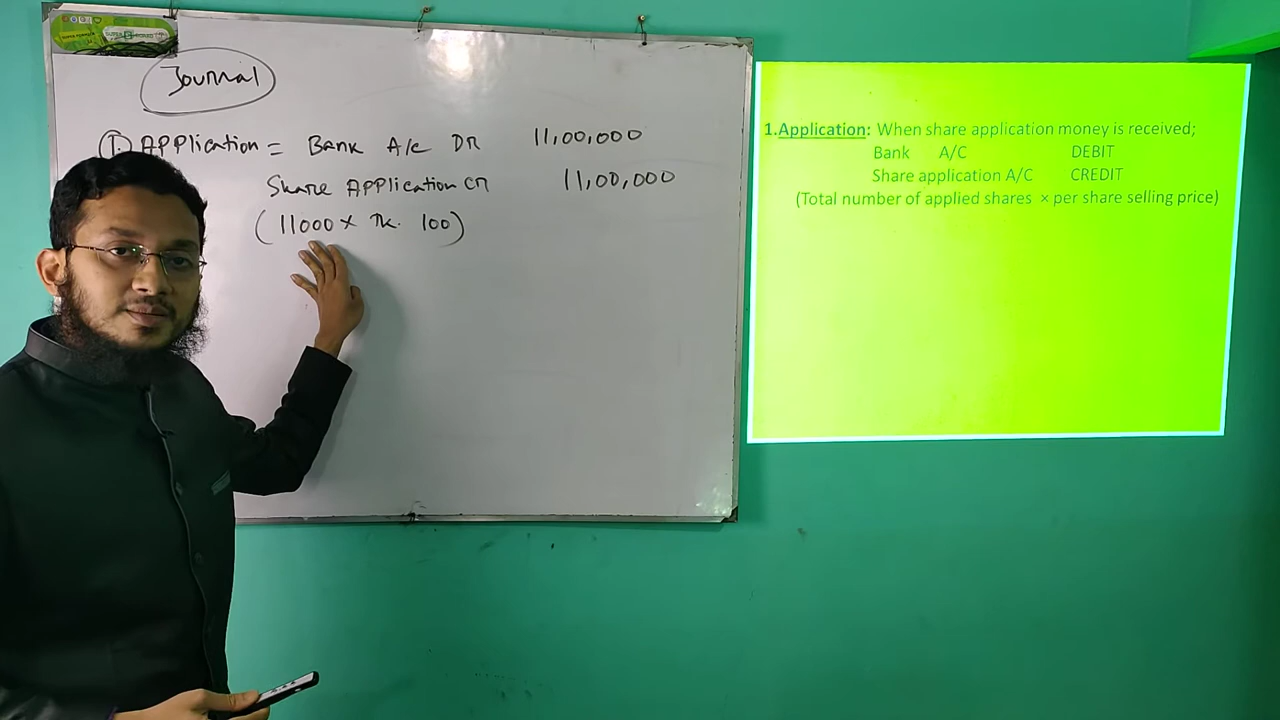 Journal
① Application = Bank A/c DR 11,00,000
Share Application CR 11,00,000
(11000 × TK. 100)
1.Application: When share application money is received;
Bank A/C DEBIT
Share application A/C CREDIT
(Total number of applied shares × per share selling price)